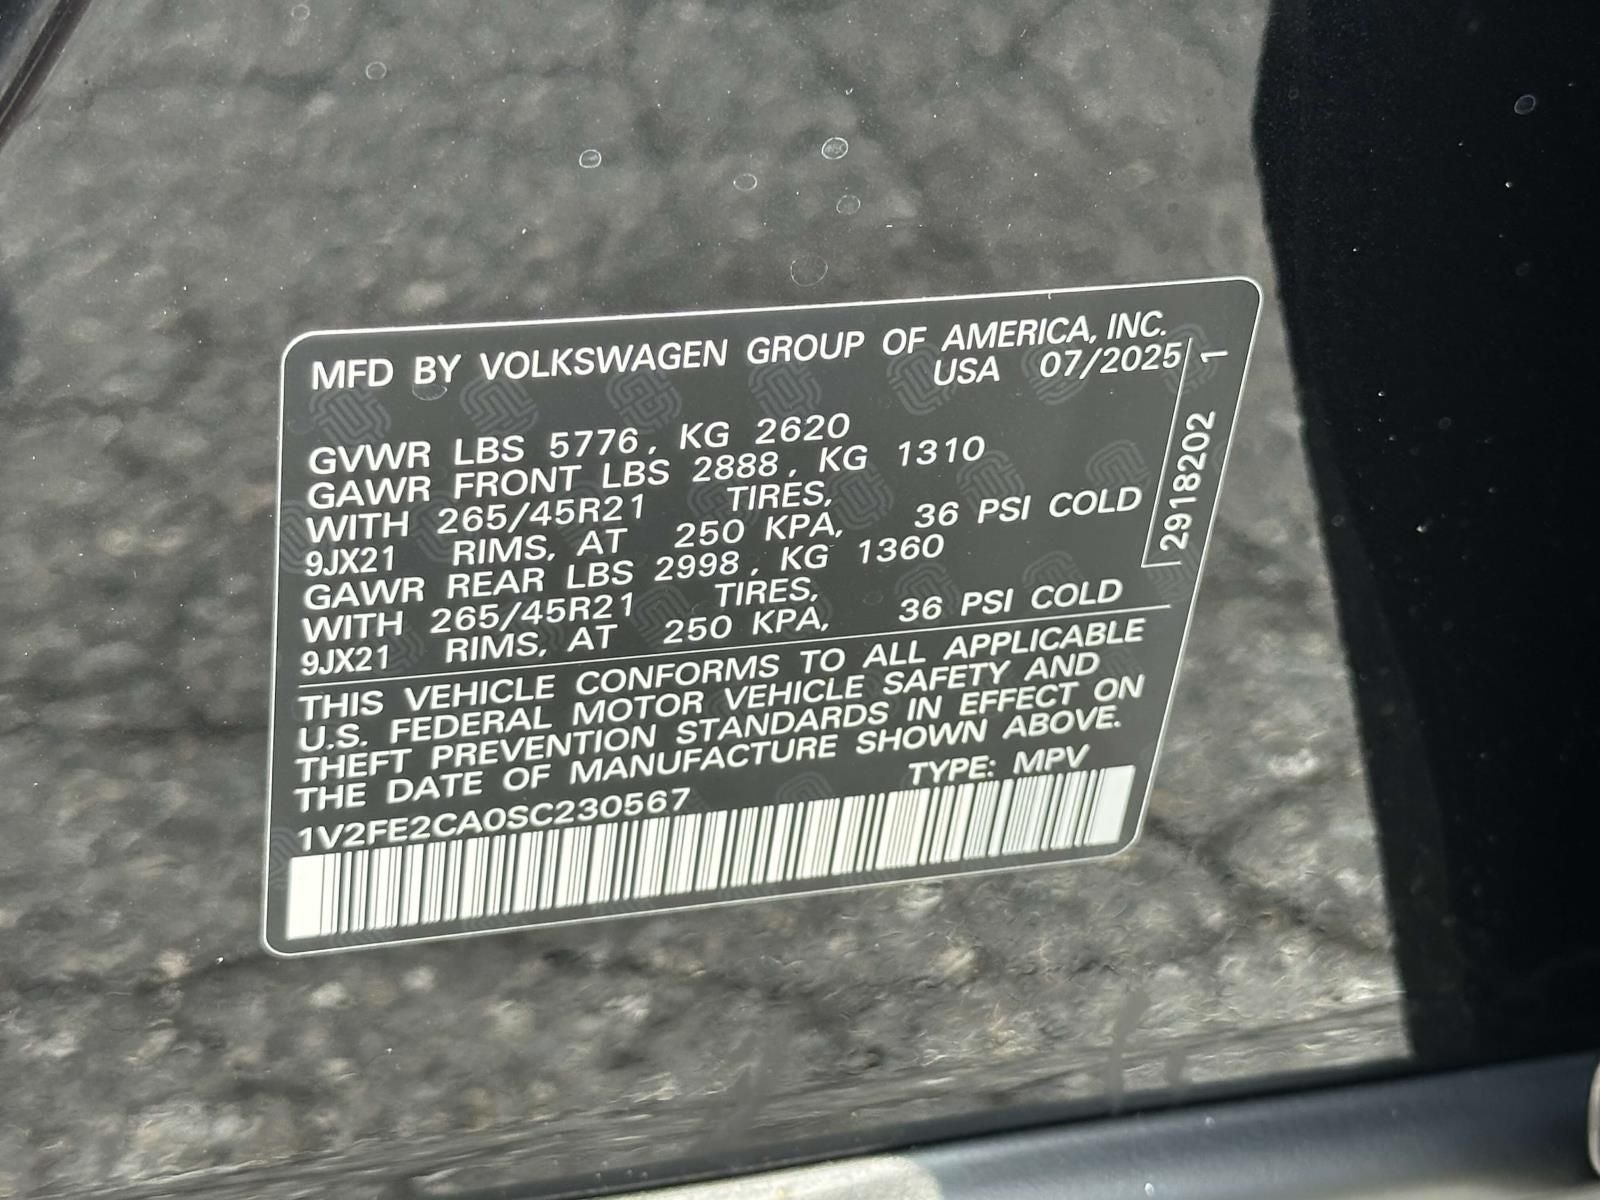 MFD BY VOLKSWAGEN GROUP OF AMERICA, INC.
USA 07/2025
GVWR LBS 5776, KG 2620
GAWR FRONT LBS 2888, KG 1310
WITH 265/45R21 TIRES,
9JX21 RIMS, AT 250 KPA, 36 PSI COLD
GAWR REAR LBS 2998, KG 1360
WITH 265/45R21 TIRES,
9JX21 RIMS, AT 250 KPA, 36 PSI COLD
THIS VEHICLE CONFORMS TO ALL APPLICABLE
U.S. FEDERAL MOTOR VEHICLE SAFETY AND
THEFT PREVENTION STANDARDS IN EFFECT ON
THE DATE OF MANUFACTURE SHOWN ABOVE.
1V2FE2CA0SC230567 TYPE: MPV
2918202 1